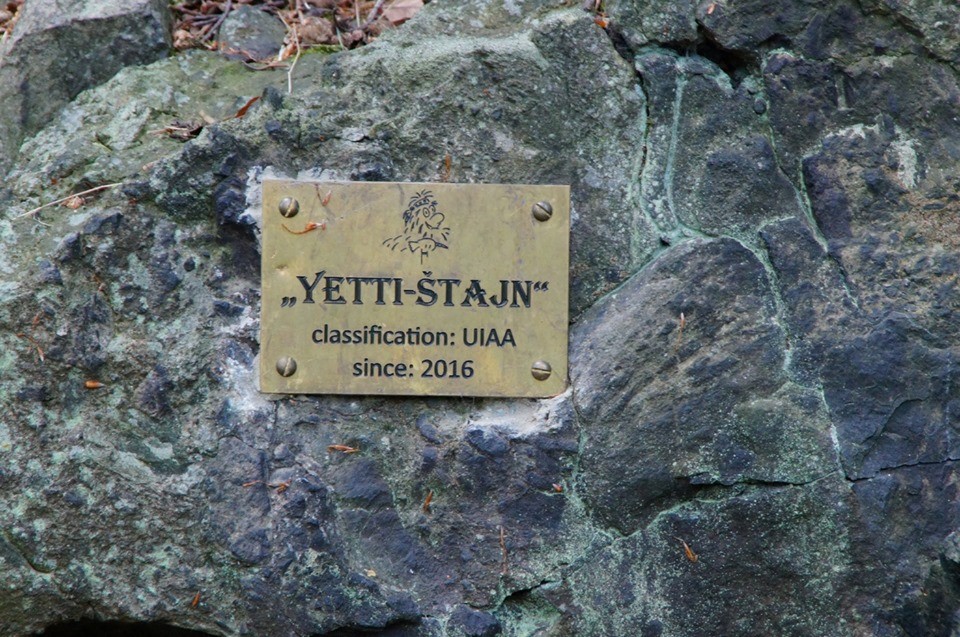 „YETTI-ŠTAJN“
classification: UIAA
since: 2016